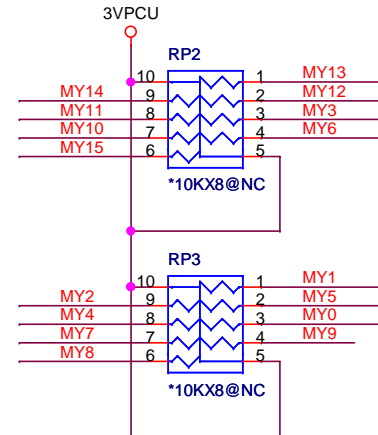 3VPCU
RP2
10 1 MY13
MY14 9 2 MY12
MY11 8 3 MY3
MY10 7 4 MY6
MY15 6 5
*10KX8@NC
RP3
10 1 MY1
MY2 9 2 MY5
MY4 8 3 MY0
MY7 7 4 MY9
MY8 6 5
*10KX8@NC